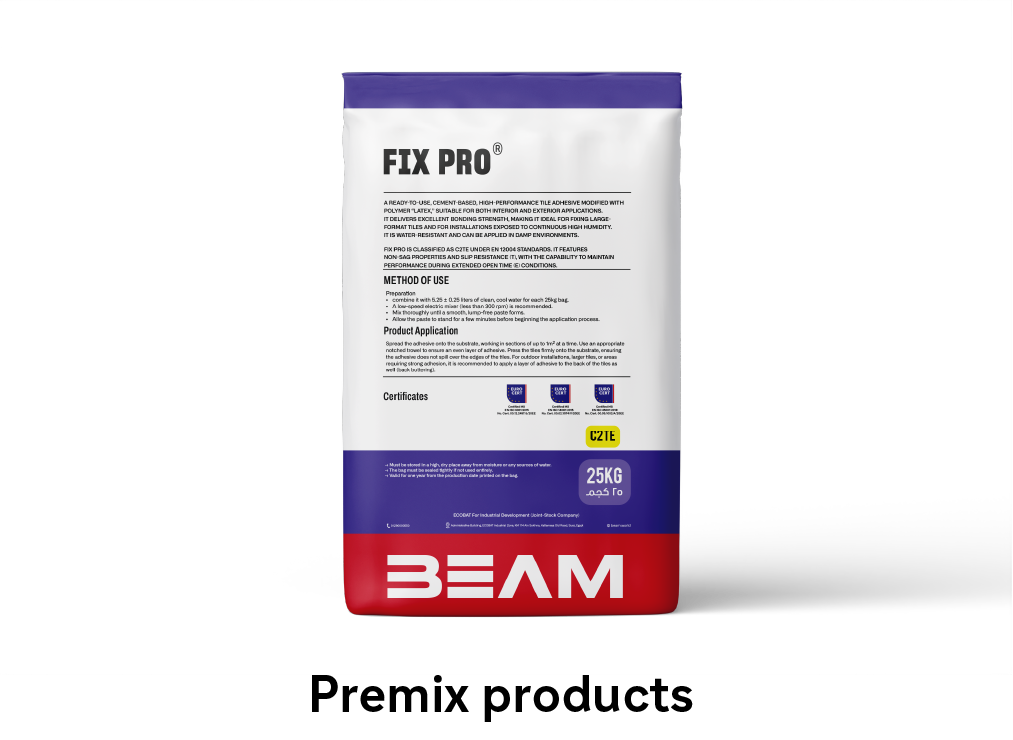 FIX PRO®
A READY-TO-USE, CEMENT-BASED, HIGH-PERFORMANCE TILE ADHESIVE MODIFIED WITH
POLYMER "LATEX," SUITABLE FOR BOTH INTERIOR AND EXTERIOR APPLICATIONS.
IT DELIVERS EXCELLENT BONDING STRENGTH, MAKING IT IDEAL FOR FIXING LARGE-
FORMAT TILES AND FOR INSTALLATIONS EXPOSED TO CONTINUOUS HIGH HUMIDITY.
IT IS WATER-RESISTANT AND CAN BE APPLIED IN DAMP ENVIRONMENTS.
FIX PRO IS CLASSIFIED AS C2TE UNDER EN 12004 STANDARDS. IT FEATURES
NON-SAG PROPERTIES AND SLIP RESISTANCE (T), WITH THE CAPABILITY TO MAINTAIN
PERFORMANCE DURING EXTENDED OPEN TIME (E) CONDITIONS.
METHOD OF USE
Preparation
• combine it with 5.25 ± 0.25 liters of clean, cool water for each 25kg bag.
• A low-speed electric mixer (less than 300 rpm) is recommended.
• Mix thoroughly until a smooth, lump-free paste forms.
• Allow the paste to stand for a few minutes before beginning the application process.
Product Application
Spread the adhesive onto the substrate, working in sections of up to 1m² at a time. Use an appropriate
notched trowel to ensure an even layer of adhesive. Press the tiles firmly onto the substrate, ensuring
the adhesive does not spill over the edges of the tiles. For outdoor installations, larger tiles, or areas
requiring strong adhesion, it is recommended to apply a layer of adhesive to the back of the tiles as
well (back buttering).
Certificates
EURO CERT
EURO CERT
EURO CERT
C2TE
→ Must be stored in a high, dry place away from moisture or any sources of water.
→ The bag must be sealed tightly if not used entirely.
→ Valid for one year from the production date printed on the bag.
25KG
٢٥ كجم
ECOBAT For Industrial Development (Joint-Stock Company)
BEAM
Premix products